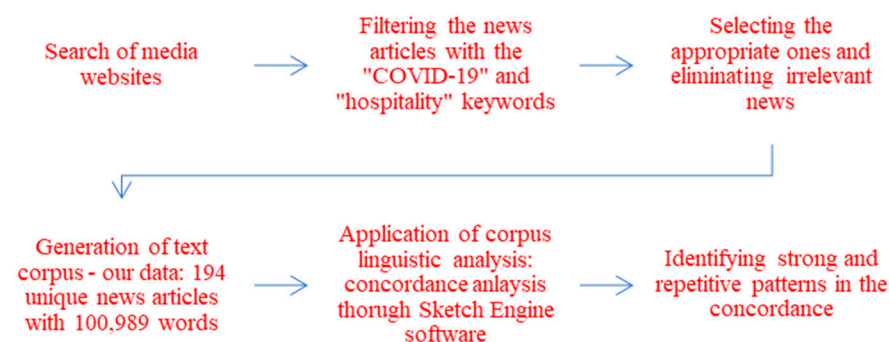 Search of media
websites
Filtering the news
articles with the
"COVID-19" and
"hospitality" keywords
Selecting the
appropriate ones and
eliminating irrelevant
news
Generation of text
corpus - our data: 194
unique news articles
with 100,989 words
Application of corpus
linguistic analysis:
concordance anlaysis
thorugh Sketch Engine
software
Identifying strong and
repetitive patterns in the
concordance